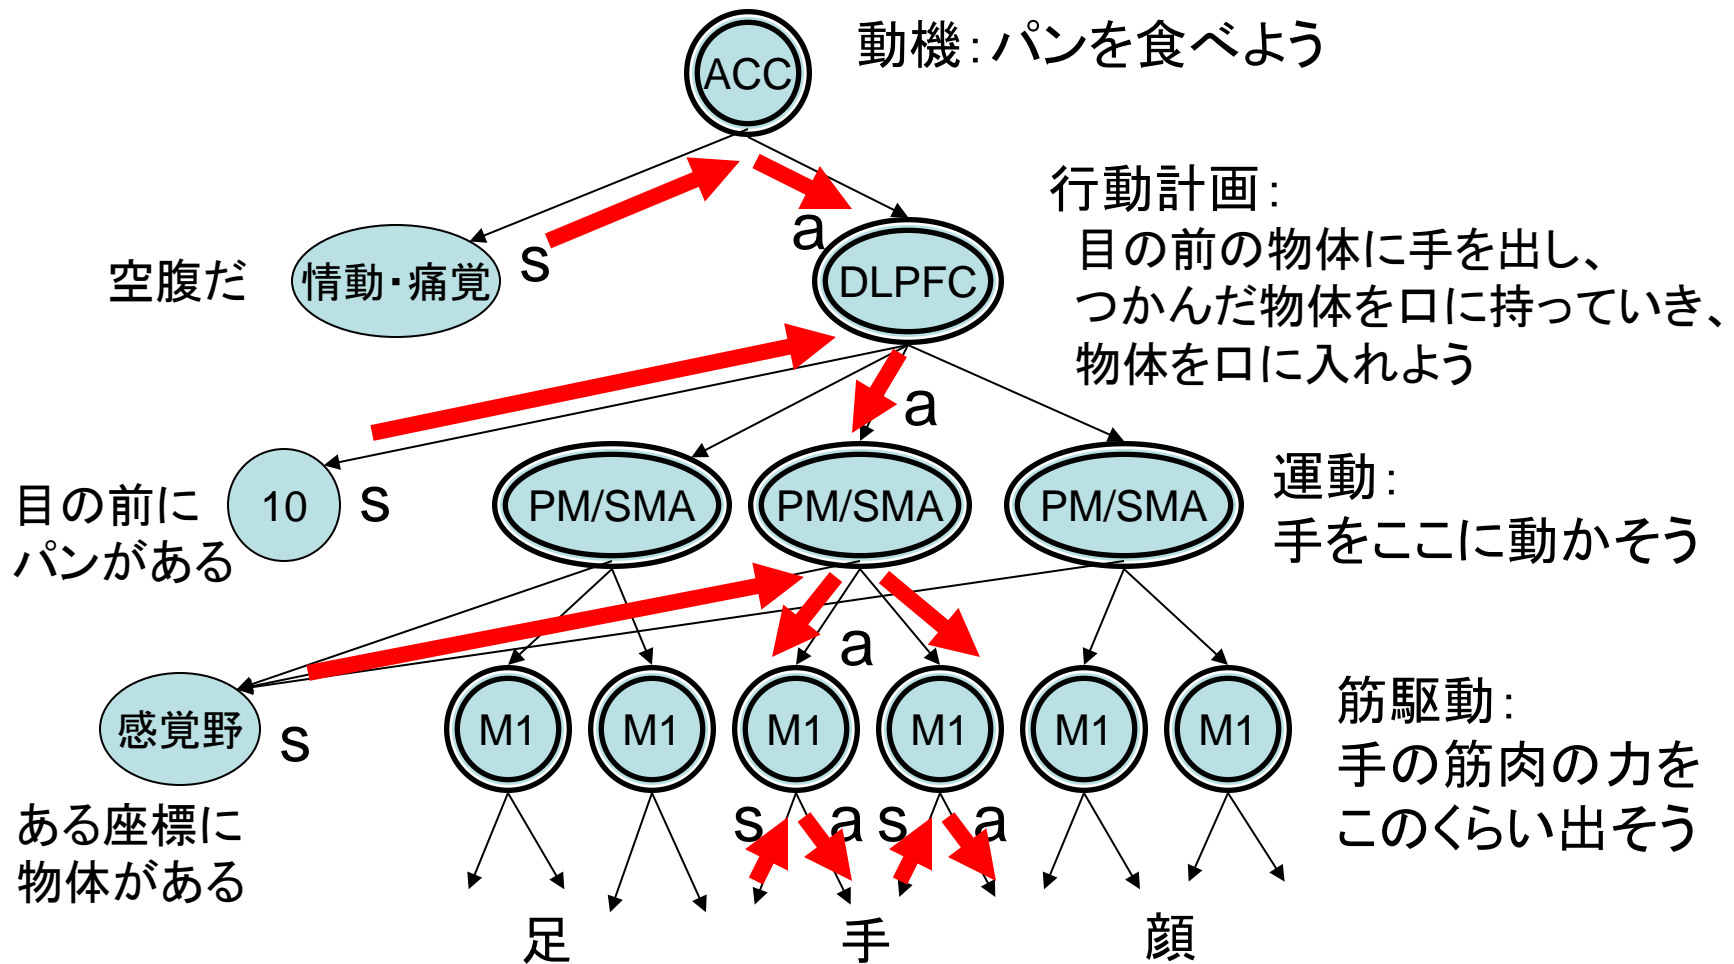 ACC
動機：パンを食べよう
行動計画：
目の前の物体に手を出し、
つかんだ物体を口に持っていき、
物体を口に入れよう
空腹だ
情動・痛覚
s
a
DLPFC
a
目の前に
パンがある
10
s
PM/SMA
PM/SMA
PM/SMA
運動：
手をここに動かそう
a
感覚野
s
M1
M1
M1
M1
M1
M1
筋駆動：
手の筋肉の力を
このくらい出そう
ある座標に
物体がある
s
a
s
a
足
手
顔